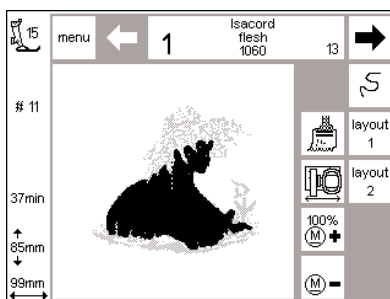 15
menu
1
Isacord
flesh
1060
13
# 11
layout
1
layout
2
37min
85mm
99mm
100%
M +
M -